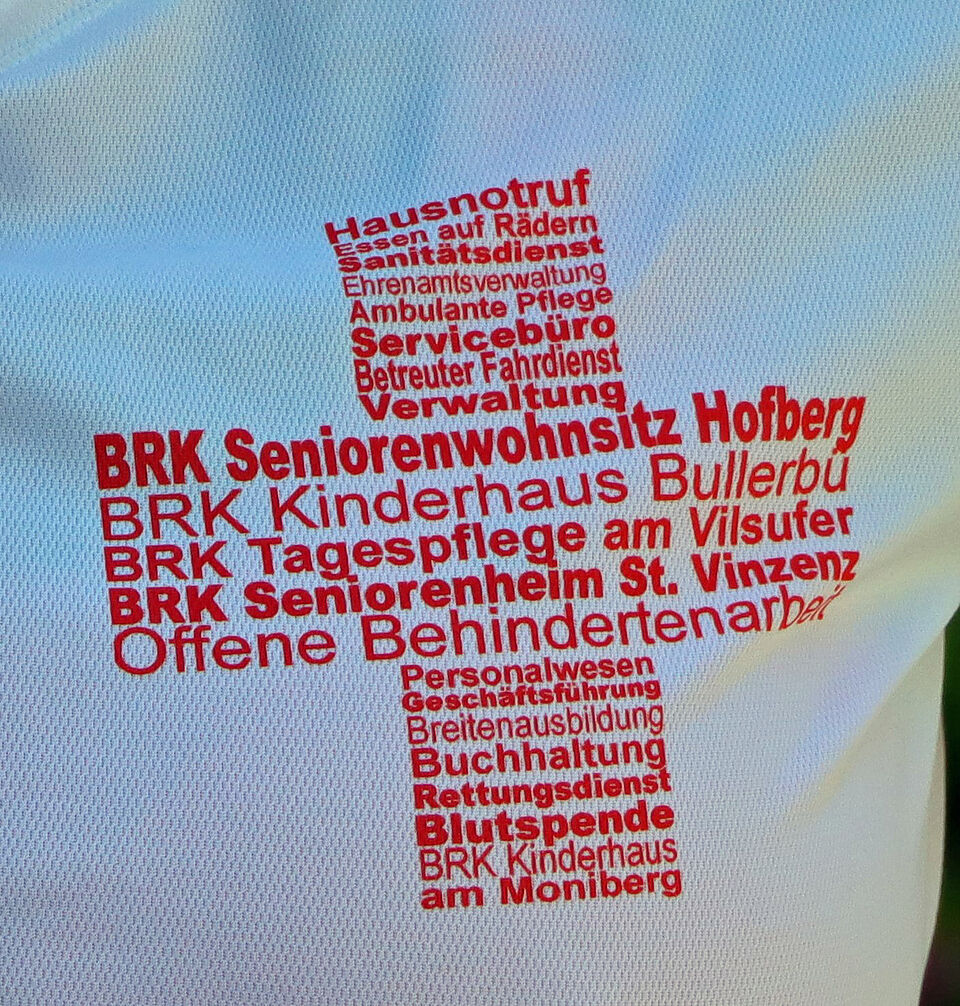 Hausnotruf
Essen auf Rädern
Sanitätsdienst
Ehrenamtsverwaltung
Ambulante Pflege
Servicebüro
Betreuter Fahrdienst
Verwaltung
BRK Seniorenwohnsitz Hofberg
BRK Kinderhaus Bullerbü
BRK Tagespflege am Vilsufer
BRK Seniorenheim St. Vinzenz
Offene Behindertenarbeit
Personalwesen
Geschäftsführung
Breitenausbildung
Buchhaltung
Rettungsdienst
Blutspende
BRK Kinderhaus
am Moniberg